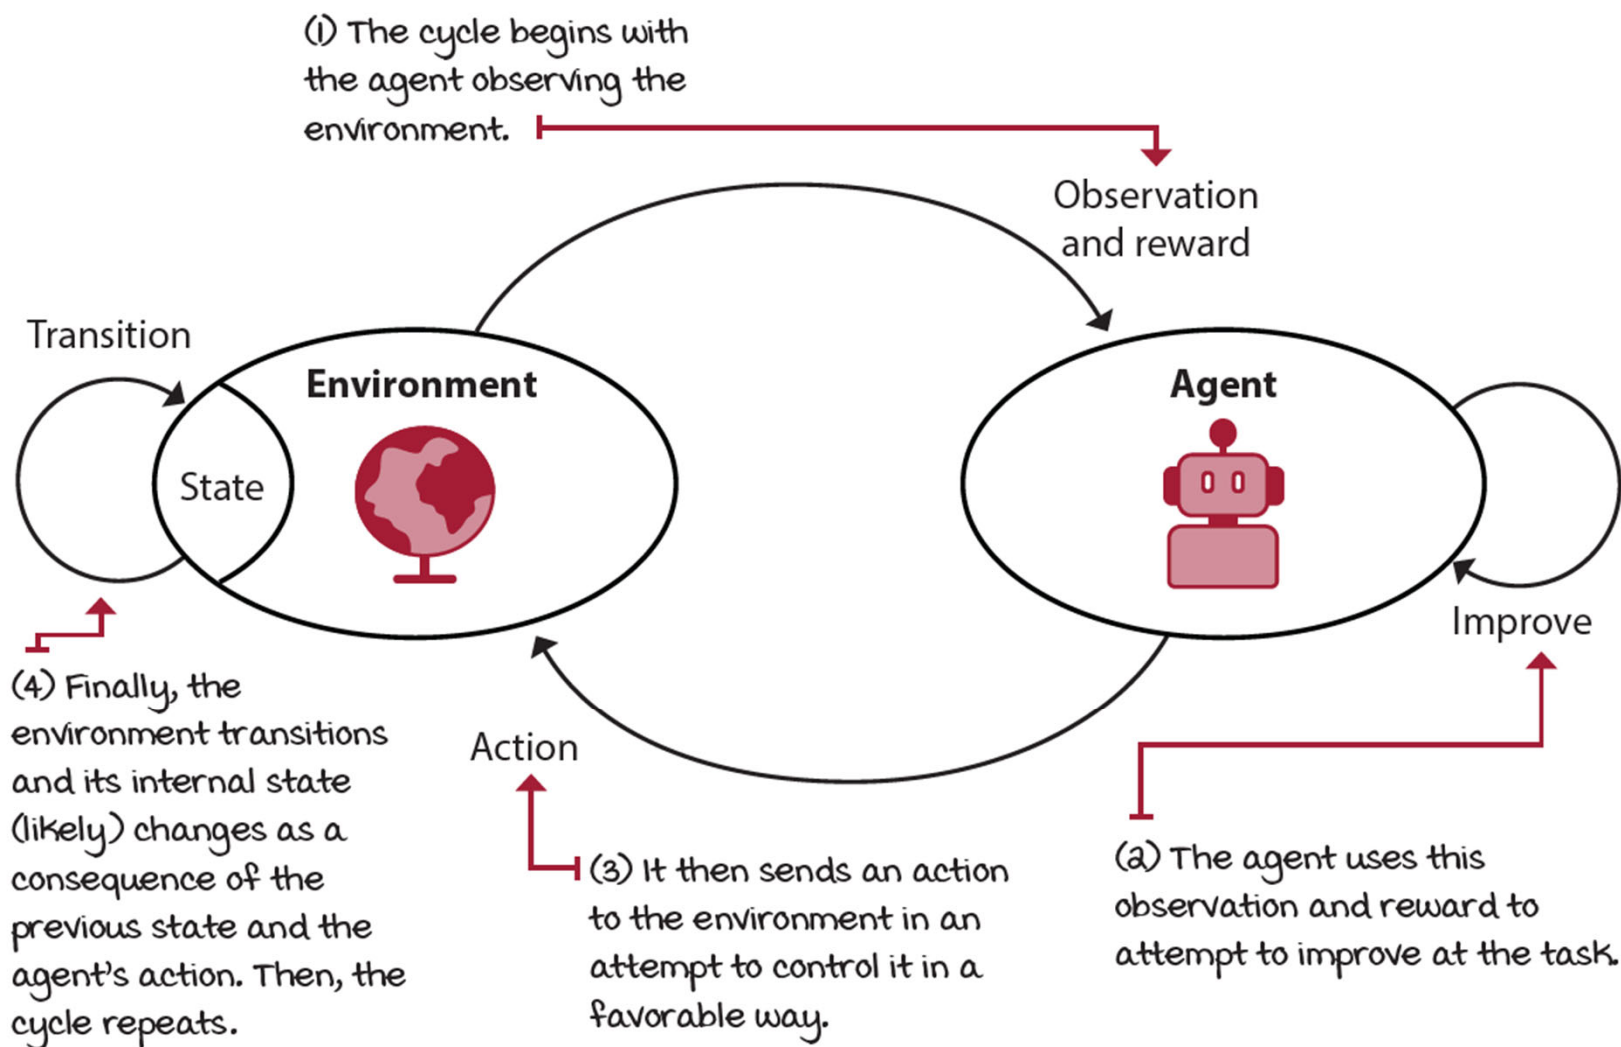 (1) The cycle begins with
the agent observing the
environment.
Observation
and reward
Transition
Environment
Agent
State
Improve
(4) Finally, the
environment transitions
and its internal state
(likely) changes as a
consequence of the
previous state and the
agent's action. Then, the
cycle repeats.
Action
(3) It then sends an action
to the environment in an
attempt to control it in a
favorable way.
(2) The agent uses this
observation and reward to
attempt to improve at the task.